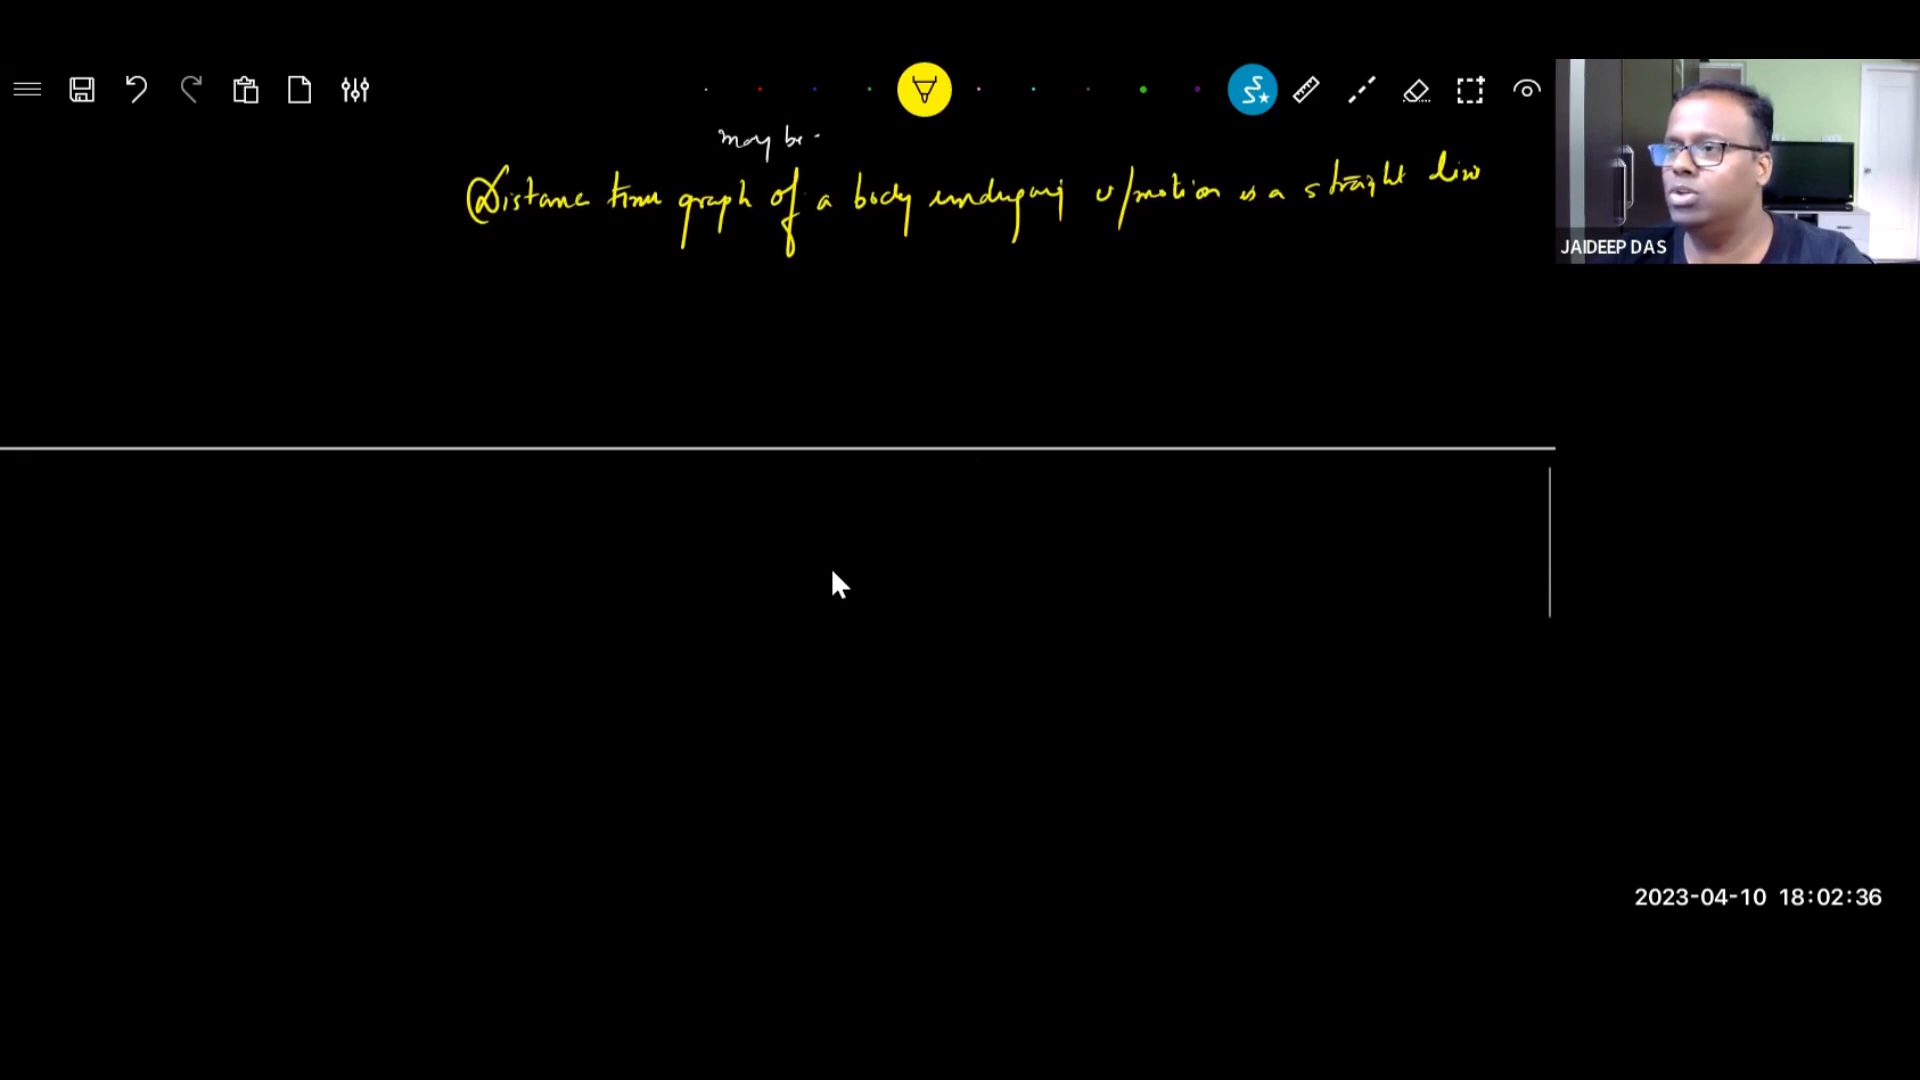 may be.
Distance time graph of a body undergoing u/motion is a straight line
JAIDEEP DAS
2023-04-10 18:02:36